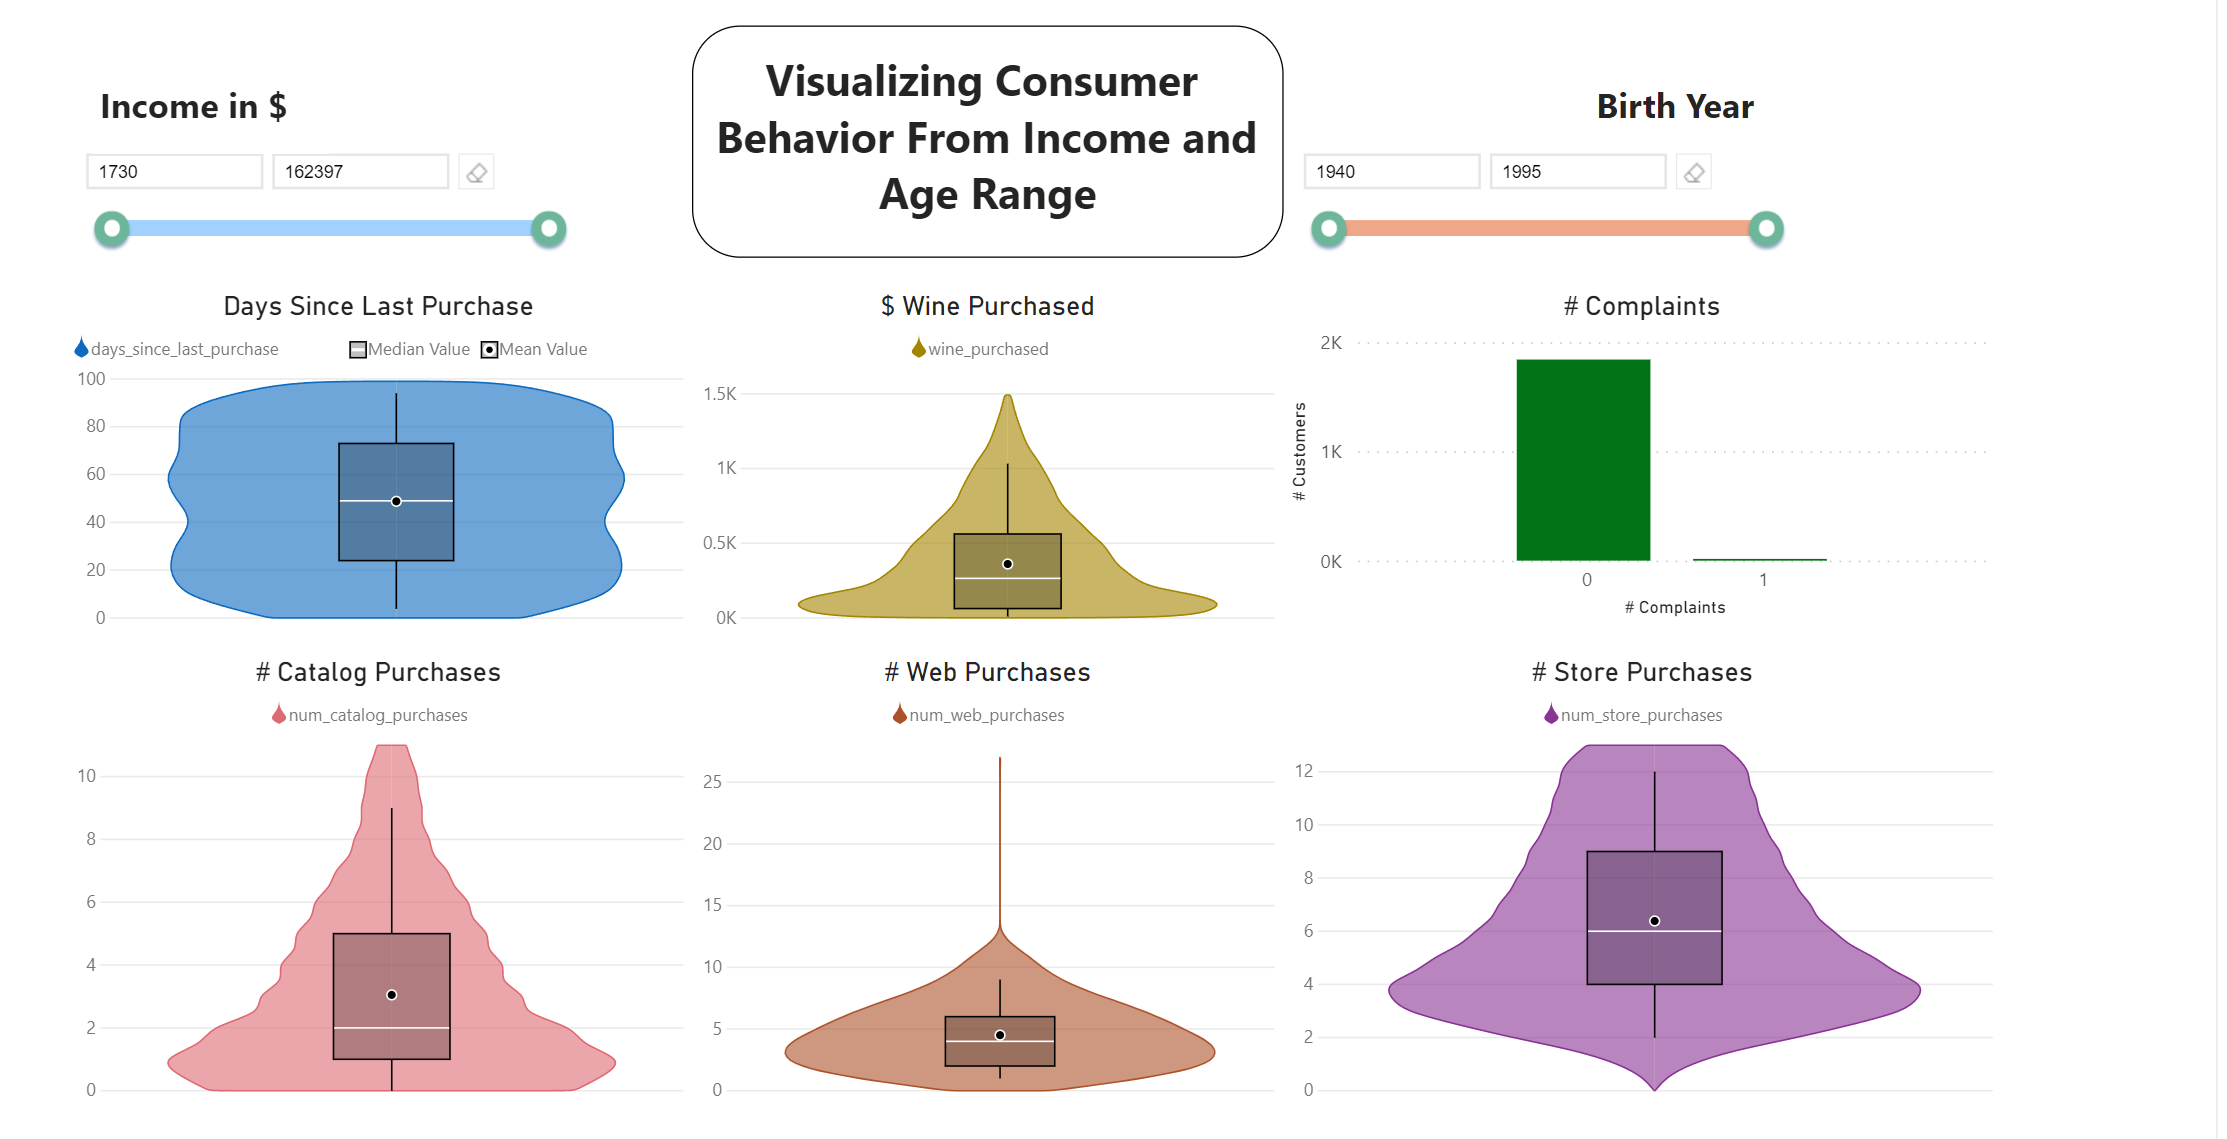 Visualizing Consumer
Behavior From Income and
Age Range
Income in $
1730
162397
Birth Year
1940
1995
Days Since Last Purchase
days_since_last_purchase
Median Value
Mean Value
100
80
60
40
20
0
$ Wine Purchased
wine_purchased
1.5K
1K
0.5K
0K
# Complaints
# Customers
2K
1K
0K
0
1
# Complaints
# Catalog Purchases
num_catalog_purchases
10
8
6
4
2
0
# Web Purchases
num_web_purchases
25
20
15
10
5
0
# Store Purchases
num_store_purchases
12
10
8
6
4
2
0